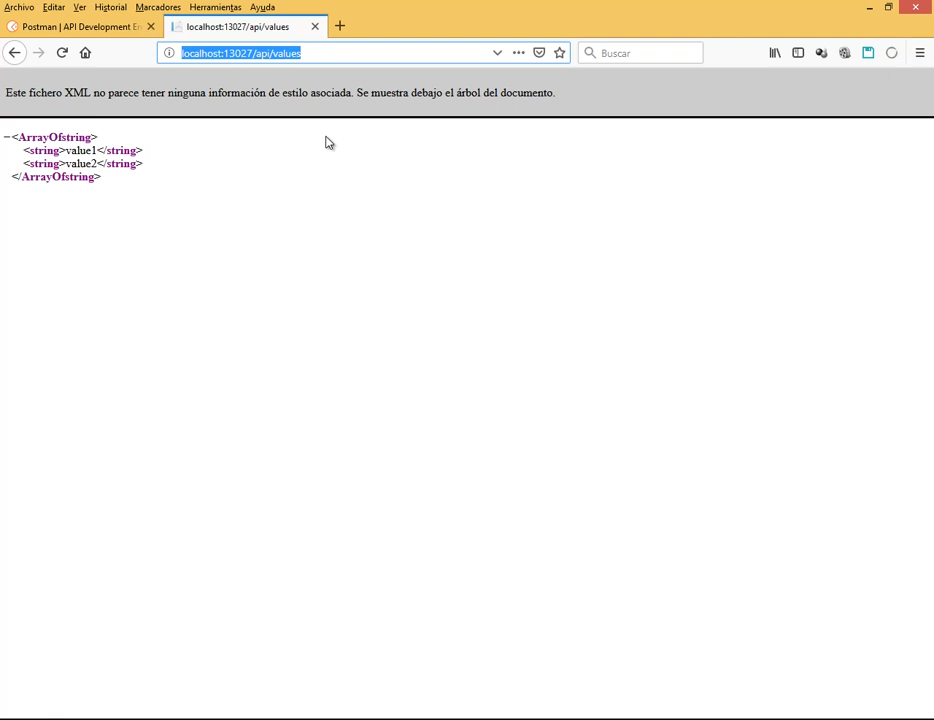 Archivo Editar Ver Historial Marcadores Herramientas Ayuda
Postman | API Development En
localhost:13027/api/values
localhost:13027/api/values
Buscar
Este fichero XML no parece tener ninguna información de estilo asociada. Se muestra debajo el árbol del documento.
−<ArrayOfstring>
<string>value1</string>
<string>value2</string>
</ArrayOfstring>